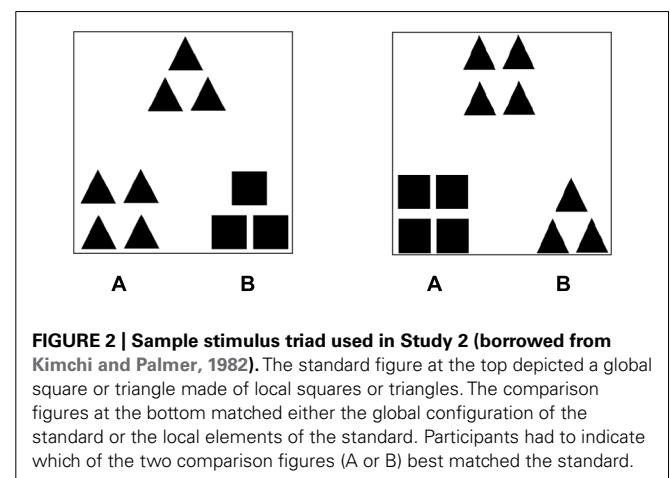 A B A B
FIGURE 2 | Sample stimulus triad used in Study 2 (borrowed from
Kimchi and Palmer, 1982). The standard figure at the top depicted a global
square or triangle made of local squares or triangles. The comparison
figures at the bottom matched either the global configuration of the
standard or the local elements of the standard. Participants had to indicate
which of the two comparison figures (A or B) best matched the standard.